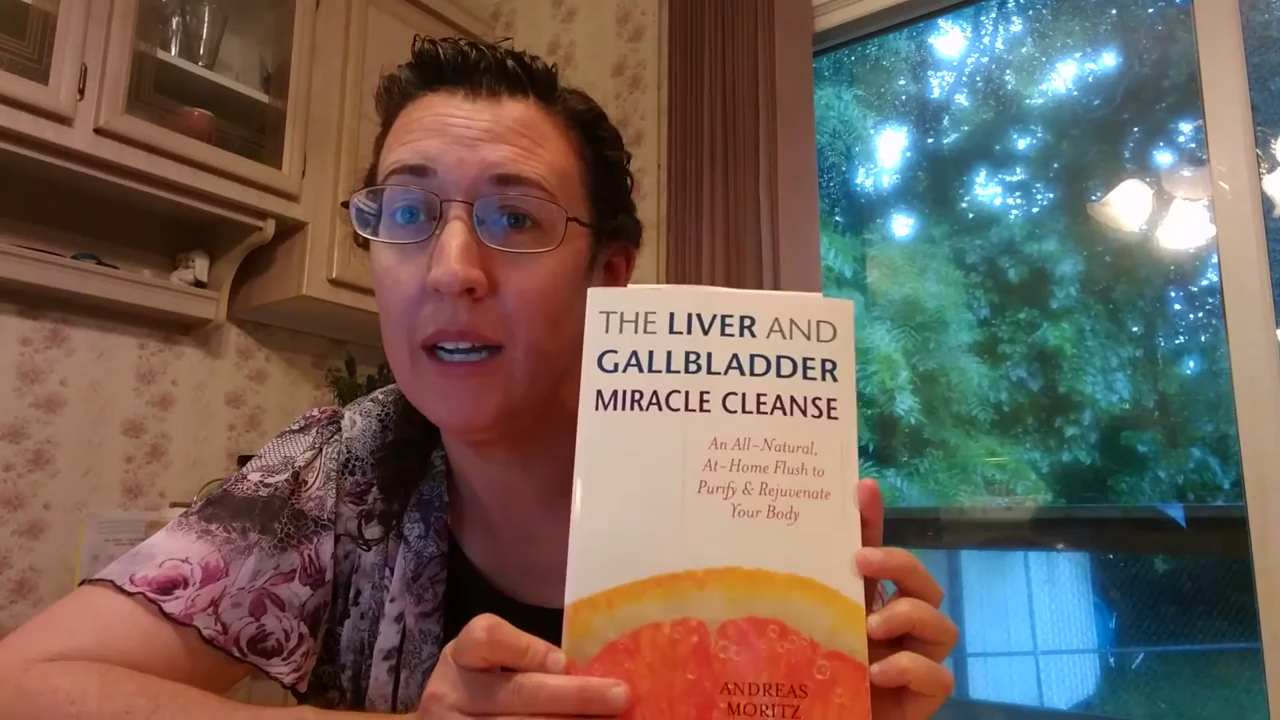 THE LIVER AND
GALLBLADDER
MIRACLE CLEANSE
An All-Natural,
At-Home Flush to
Purify & Rejuvenate
Your Body
ANDREAS
MORITZ